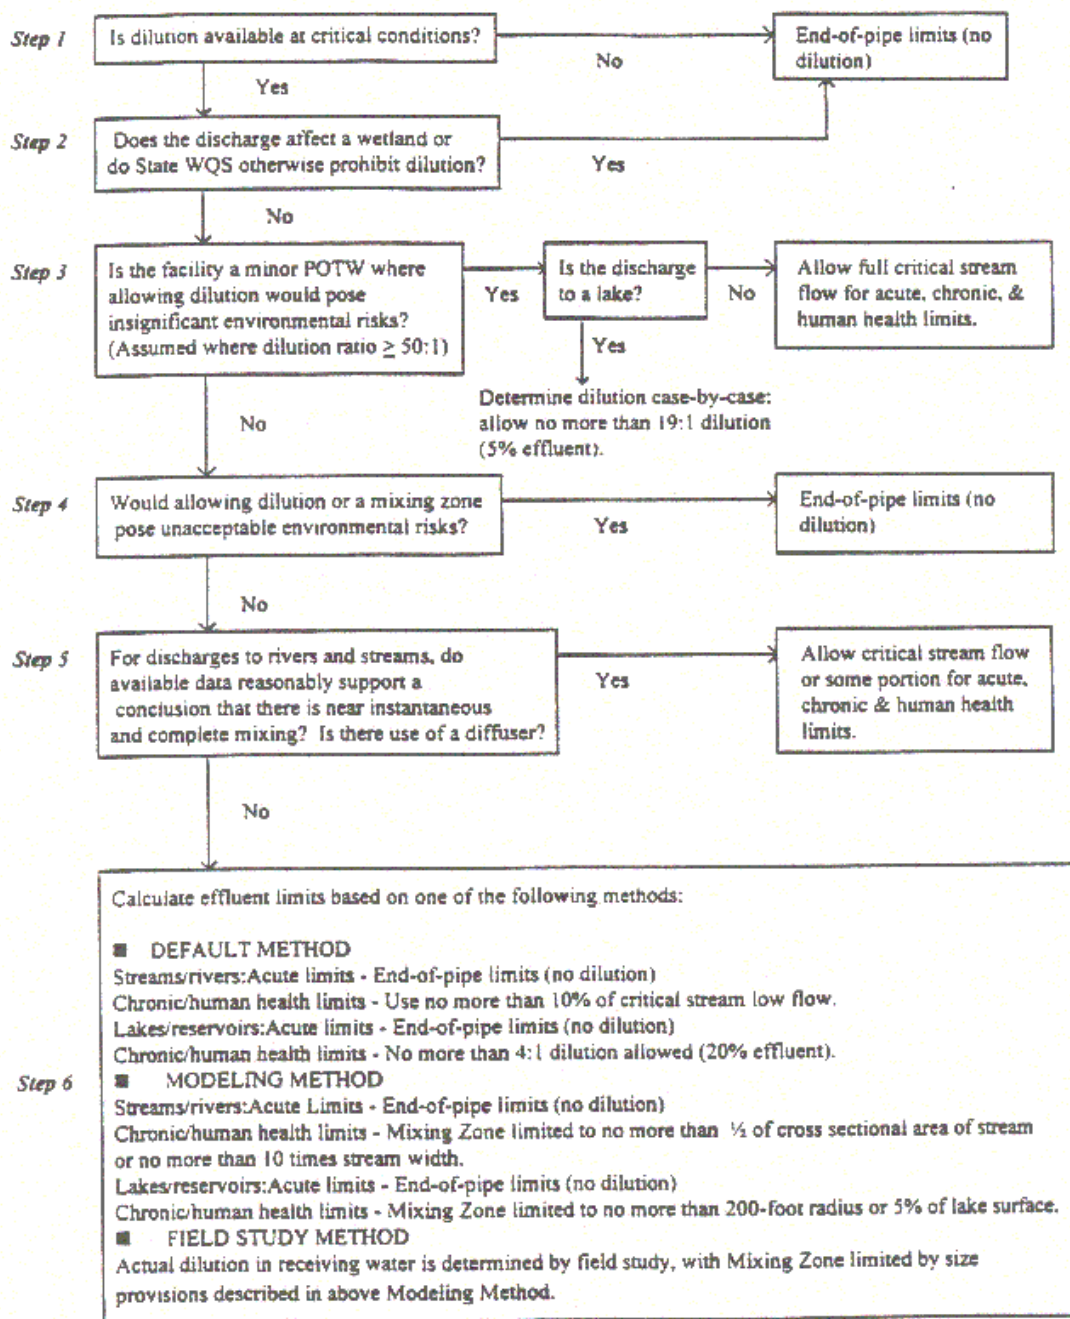 Step 1
Is dilution available at critical conditions?
No
End-of-pipe limits (no
dilution)
Yes
Step 2
Does the discharge affect a wetland or
do State WQS otherwise prohibit dilution?
Yes
No
Step 3
Is the facility a minor POTW where
allowing dilution would pose
insignificant environmental risks?
(Assumed where dilution ratio ≥ 50:1)
Yes
Is the discharge
to a lake?
No
Allow full critical stream
flow for acute, chronic, &
human health limits.
Yes
Determine dilution case-by-case:
allow no more than 19:1 dilution
(5% effluent).
No
Step 4
Would allowing dilution or a mixing zone
pose unacceptable environmental risks?
Yes
End-of-pipe limits (no
dilution)
No
Step 5
For discharges to rivers and streams, do
available data reasonably support a
conclusion that there is near instantaneous
and complete mixing? Is there use of a diffuser?
Yes
Allow critical stream flow
or some portion for acute,
chronic & human health
limits.
No
Step 6
Calculate effluent limits based on one of the following methods:
■ DEFAULT METHOD
Streams/rivers:Acute limits - End-of-pipe limits (no dilution)
Chronic/human health limits - Use no more than 10% of critical stream low flow.
Lakes/reservoirs:Acute limits - End-of-pipe limits (no dilution)
Chronic/human health limits - No more than 4:1 dilution allowed (20% effluent).
■ MODELING METHOD
Streams/rivers:Acute Limits - End-of-pipe limits (no dilution)
Chronic/human health limits - Mixing Zone limited to no more than ½ of cross sectional area of stream
or no more than 10 times stream width.
Lakes/reservoirs:Acute limits - End-of-pipe limits (no dilution)
Chronic/human health limits - Mixing Zone limited to no more than 200-foot radius or 5% of lake surface.
■ FIELD STUDY METHOD
Actual dilution in receiving water is determined by field study, with Mixing Zone limited by size
provisions described in above Modeling Method.